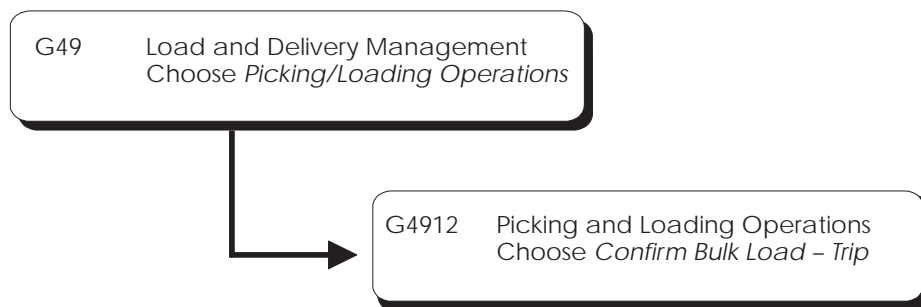 G49 Load and Delivery Management
Choose Picking/Loading Operations
G4912 Picking and Loading Operations
Choose Confirm Bulk Load – Trip